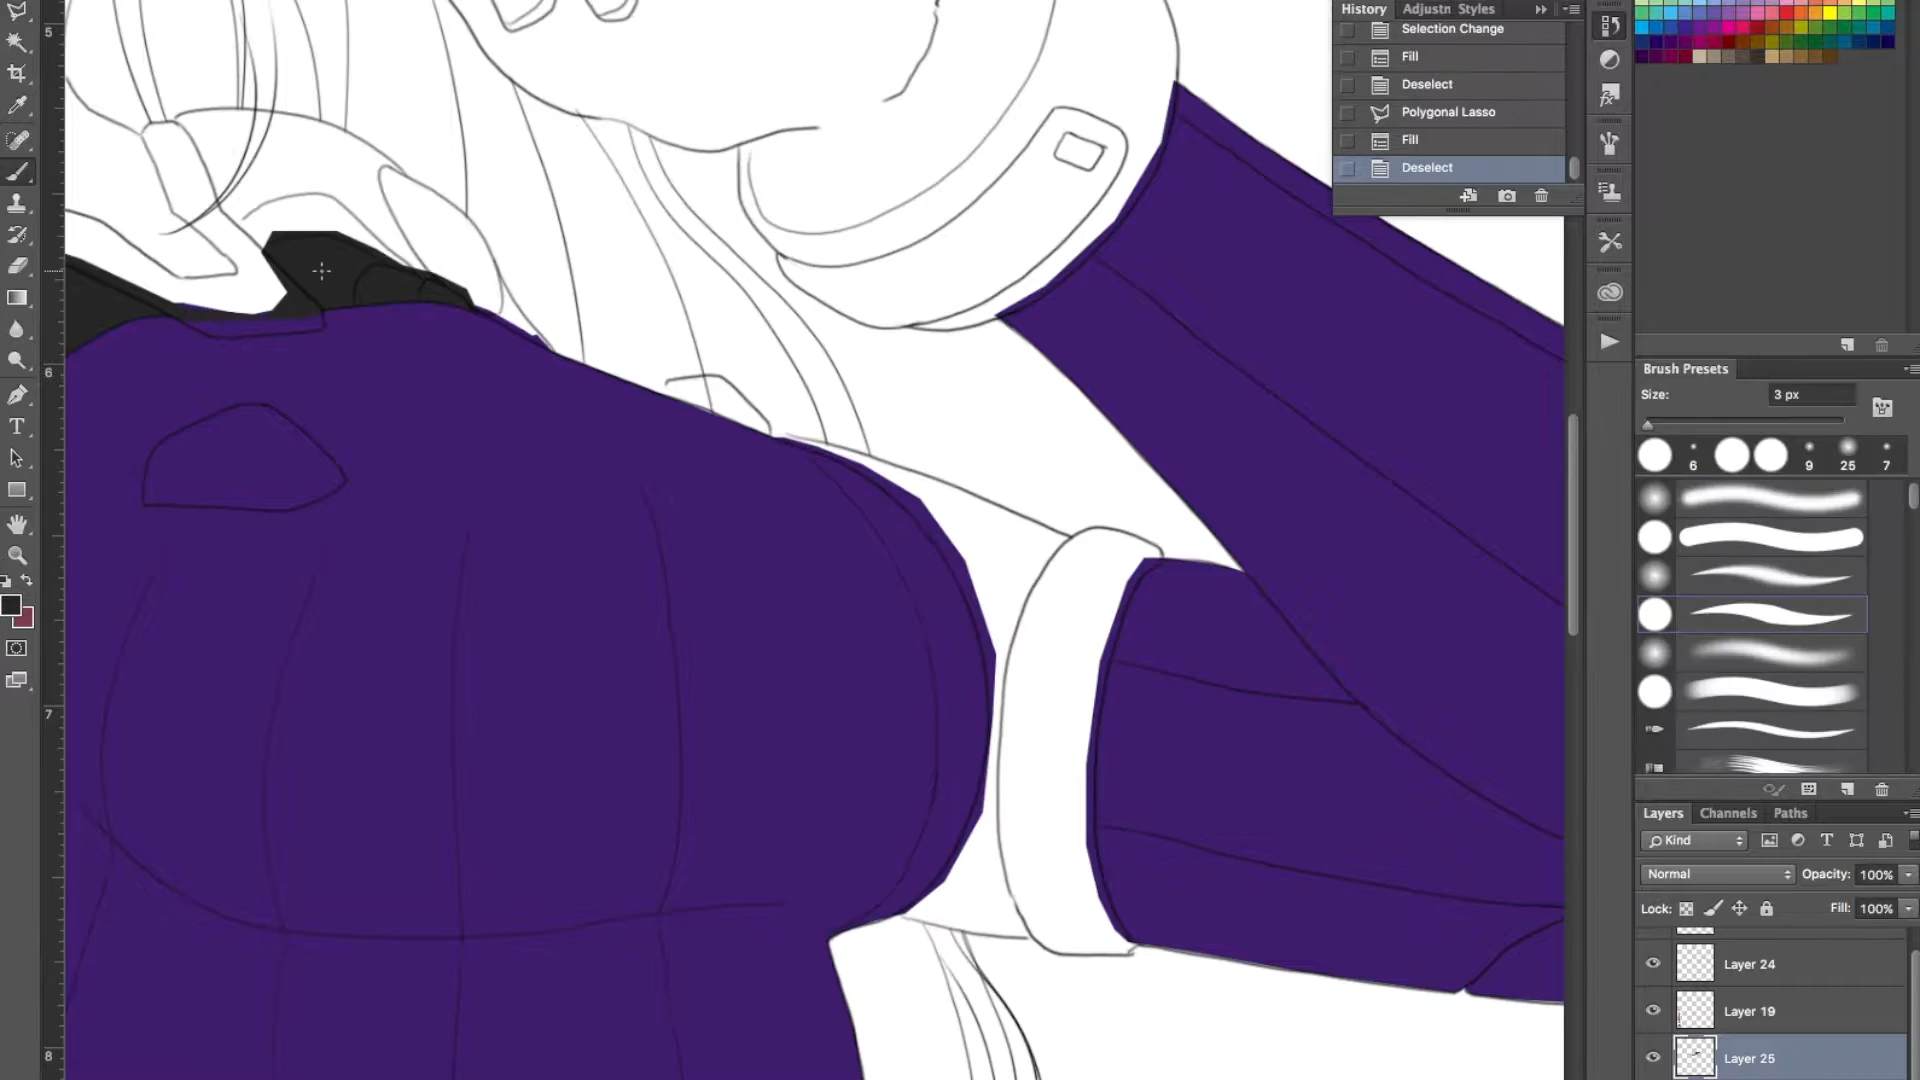 History Adjustn Styles
Selection Change
Fill
Deselect
Polygonal Lasso
Fill
Deselect
5
6
7
8
T
Brush Presets
Size: 3 px
6 9 25 7
Layers Channels Paths
Kind T
Normal Opacity: 100%
Lock: Fill: 100%
Layer 24
Layer 19
Layer 25